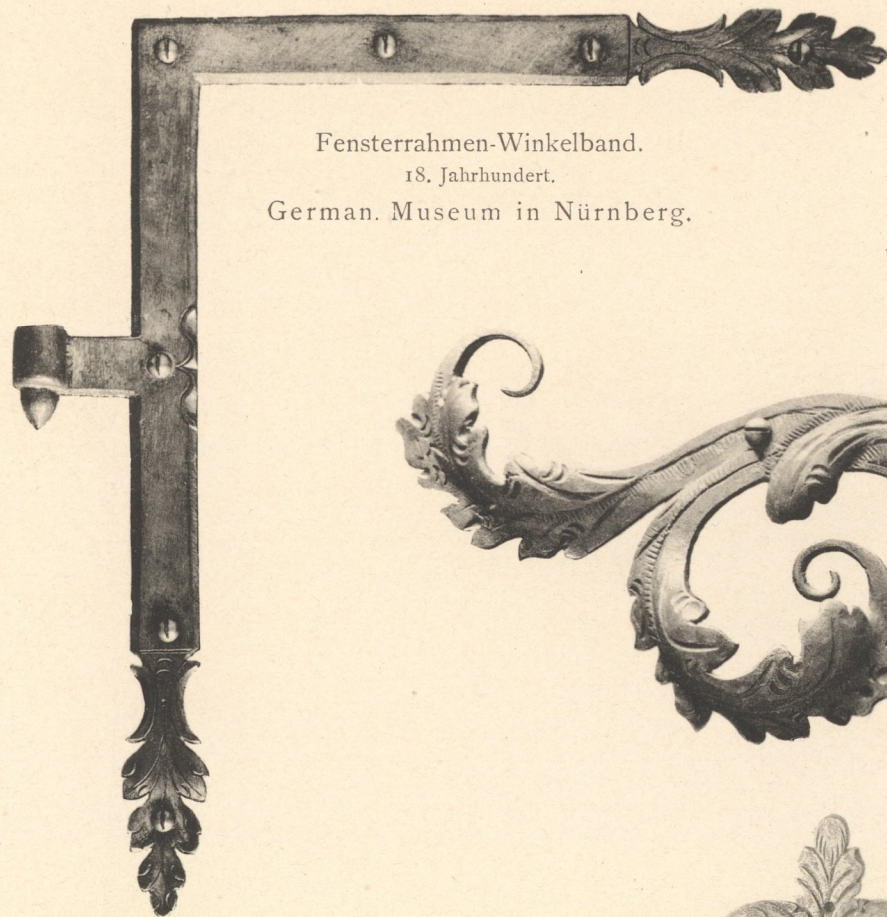 Fensterrahmen-Winkelband.
18. Jahrhundert.
German. Museum in Nürnberg.